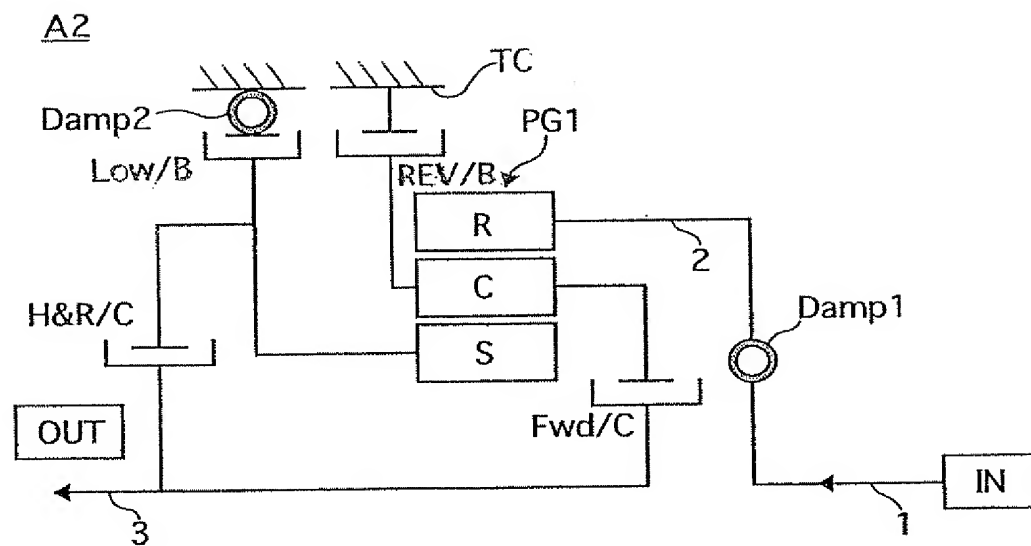 A2
TC
Damp2
PG1
Low/B
REV/B
R
2
C
H&R/C
Damp1
S
OUT
Fwd/C
IN
3
1